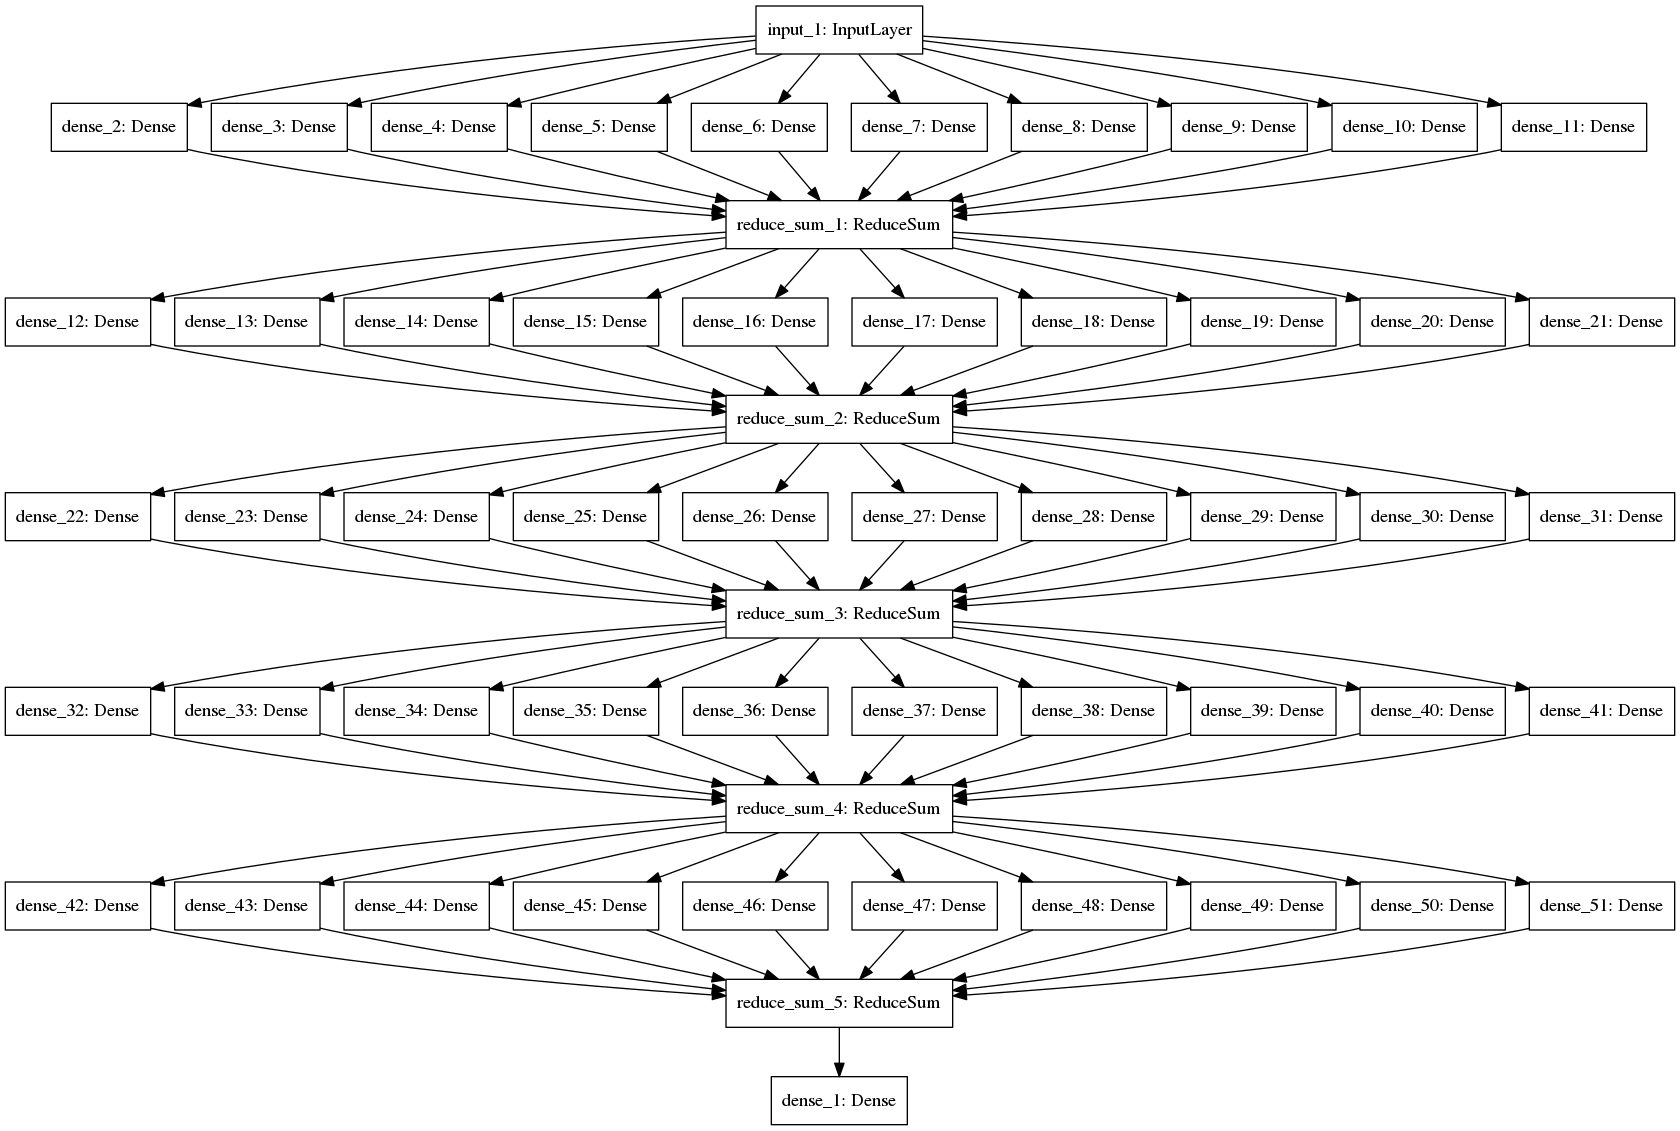 input_1: InputLayer
dense_2: Dense
dense_3: Dense
dense_4: Dense
dense_5: Dense
dense_6: Dense
dense_7: Dense
dense_8: Dense
dense_9: Dense
dense_10: Dense
dense_11: Dense
reduce_sum_1: ReduceSum
dense_12: Dense
dense_13: Dense
dense_14: Dense
dense_15: Dense
dense_16: Dense
dense_17: Dense
dense_18: Dense
dense_19: Dense
dense_20: Dense
dense_21: Dense
reduce_sum_2: ReduceSum
dense_22: Dense
dense_23: Dense
dense_24: Dense
dense_25: Dense
dense_26: Dense
dense_27: Dense
dense_28: Dense
dense_29: Dense
dense_30: Dense
dense_31: Dense
reduce_sum_3: ReduceSum
dense_32: Dense
dense_33: Dense
dense_34: Dense
dense_35: Dense
dense_36: Dense
dense_37: Dense
dense_38: Dense
dense_39: Dense
dense_40: Dense
dense_41: Dense
reduce_sum_4: ReduceSum
dense_42: Dense
dense_43: Dense
dense_44: Dense
dense_45: Dense
dense_46: Dense
dense_47: Dense
dense_48: Dense
dense_49: Dense
dense_50: Dense
dense_51: Dense
reduce_sum_5: ReduceSum
dense_1: Dense